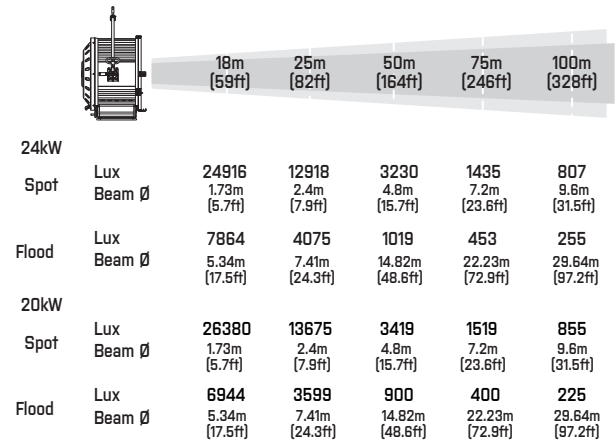 18m 25m 50m 75m 100m
(59ft) (82ft) (164ft) (246ft) (328ft)
24kW
Spot
Lux 24916 12918 3230 1435 807
Beam Ø 1.73m 2.4m 4.8m 7.2m 9.6m
(5.7ft) (7.9ft) (15.7ft) (23.6ft) (31.5ft)
Flood
Lux 7864 4075 1019 453 255
Beam Ø 5.34m 7.41m 14.82m 22.23m 29.64m
(17.5ft) (24.3ft) (48.6ft) (72.9ft) (97.2ft)
20kW
Spot
Lux 26380 13675 3419 1519 855
Beam Ø 1.73m 2.4m 4.8m 7.2m 9.6m
(5.7ft) (7.9ft) (15.7ft) (23.6ft) (31.5ft)
Flood
Lux 6944 3599 900 400 225
Beam Ø 5.34m 7.41m 14.82m 22.23m 29.64m
(17.5ft) (24.3ft) (48.6ft) (72.9ft) (97.2ft)